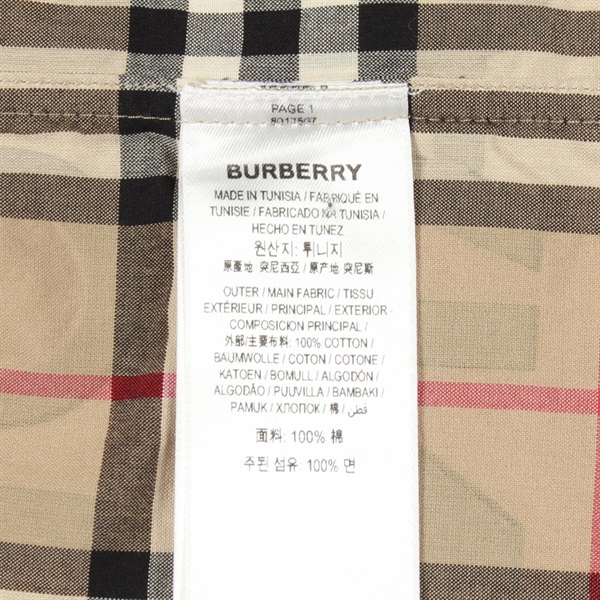 PAGE 1
BURBERRY
MADE IN TUNISIA / FABRIQUÉ EN
TUNISIE / FABRICADO NA TUNISIA /
HECHO EN TUNEZ
원산지: 튀니지
原產地 突尼西亞 / 原产地 突尼斯
OUTER / MAIN FABRIC / TISSU
EXTÉRIEUR / PRINCIPAL / EXTERIOR -
COMPOSICION PRINCIPAL /
外部/主要布料: 100% COTTON /
BAUMWOLLE / COTON / COTONE /
KATOEN / BOMULL / ALGODÓN /
ALGODÃO / PUUVILLA / BAMBAKI /
PAMUK / ХЛОПОК / 棉 / قطن
面料: 100% 棉
주된 섬유: 100% 면